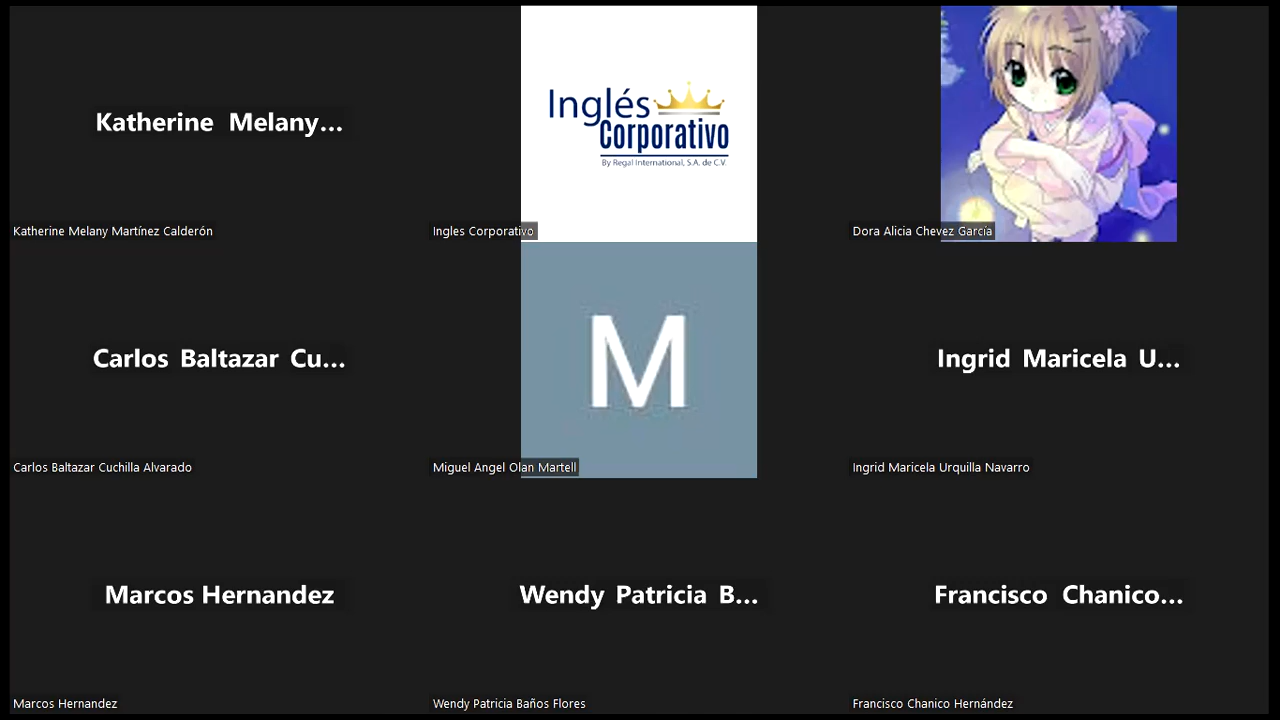 Katherine Melany...
Katherine Melany Martínez Calderón
Inglés
Corporativo
By Regal International, S.A. de C.V.
Ingles Corporativo
Dora Alicia Chevez García
Carlos Baltazar Cu...
Carlos Baltazar Cuchilla Alvarado
M
Miguel Angel Olan Martell
Ingrid Maricela U...
Ingrid Maricela Urquilla Navarro
Marcos Hernandez
Marcos Hernandez
Wendy Patricia B...
Wendy Patricia Baños Flores
Francisco Chanico...
Francisco Chanico Hernández